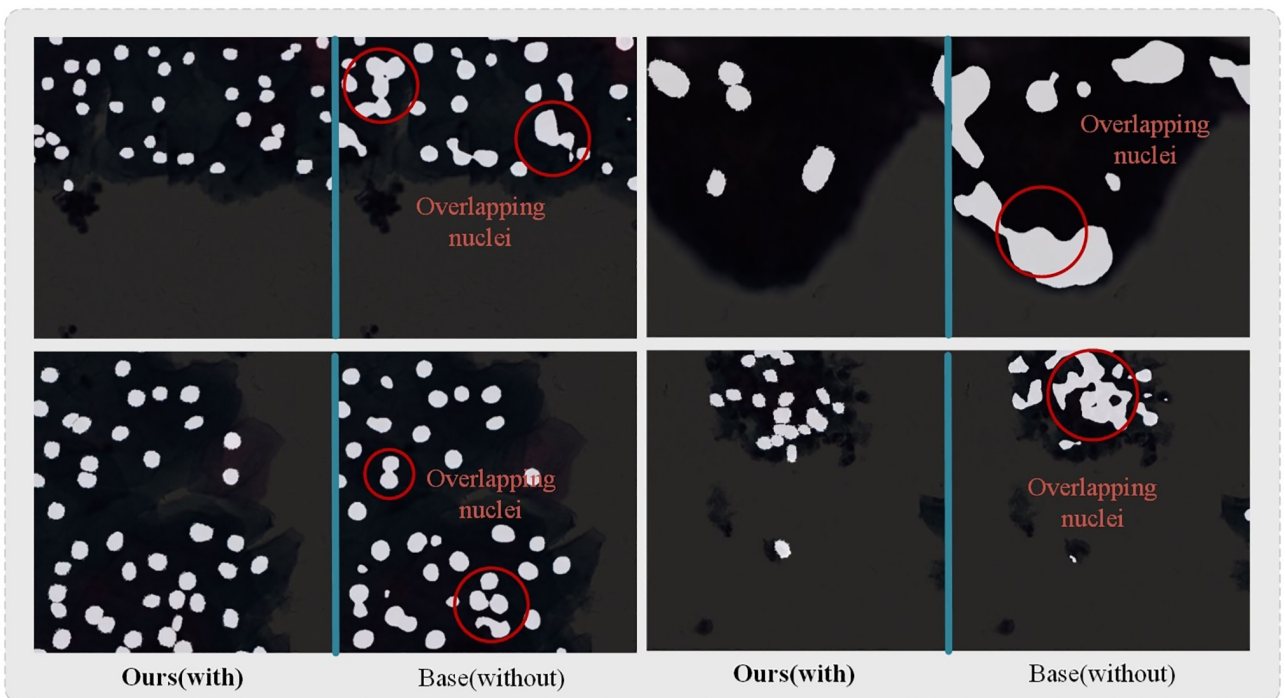 Overlapping
nuclei
Overlapping
nuclei
Overlapping
nuclei
Overlapping
nuclei
Ours(with)
Base(without)
Ours(with)
Base(without)